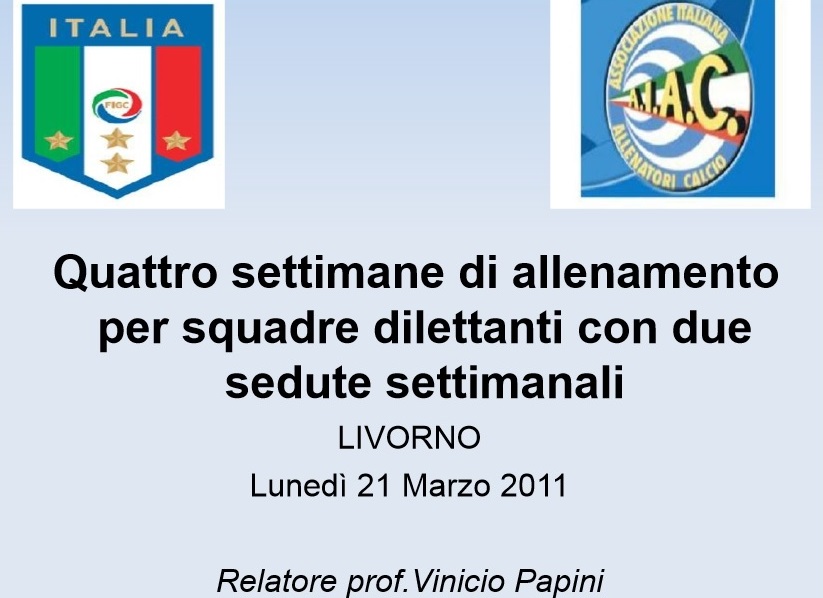 ITALIA
FIGC
ASSOCIAZIONE ITALIANA
A.I.A.C.
ALLENATORI CALCIO
Quattro settimane di allenamento
per squadre dilettanti con due
sedute settimanali
LIVORNO
Lunedì 21 Marzo 2011
Relatore prof.Vinicio Papini